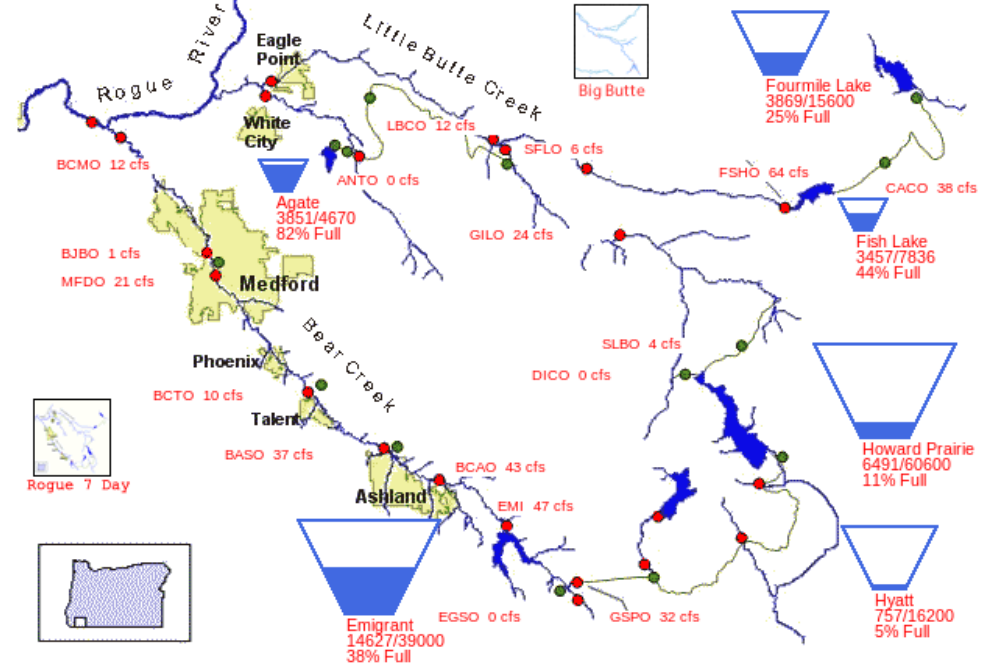 Rogue River
Eagle
Point
Little Butte Creek
Big Butte
Fourmile Lake
3869/15600
25% Full
White
City
LBCO 12 cfs
SFLO 6 cfs
BCMO 12 cfs
ANTO 0 cfs
FSHO 64 cfs
CACO 38 cfs
Agate
3851/4670
82% Full
GILO 24 cfs
Fish Lake
3457/7836
44% Full
BJBO 1 cfs
MFDO 21 cfs
Medford
Bear Creek
SLBO 4 cfs
DICO 0 cfs
Phoenix
BCTO 10 cfs
Talent
Howard Prairie
6491/60600
11% Full
BASO 37 cfs
BCAO 43 cfs
Rogue 7 Day
Ashland
EMI 47 cfs
EGSO 0 cfs
GSPO 32 cfs
Hyatt
757/16200
5% Full
Emigrant
14627/39000
38% Full